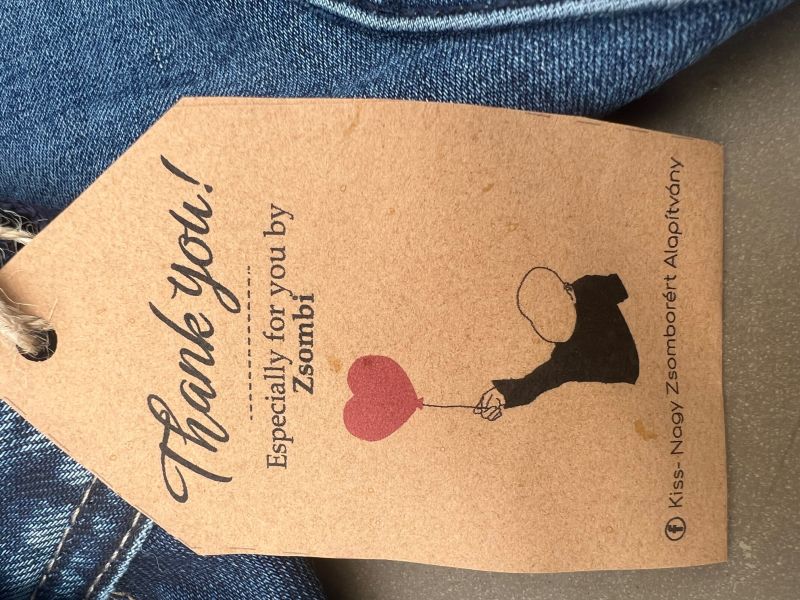 Thank you!
Especially for you by
Zsombi
Kiss- Nagy Zsomborért Alapítvány